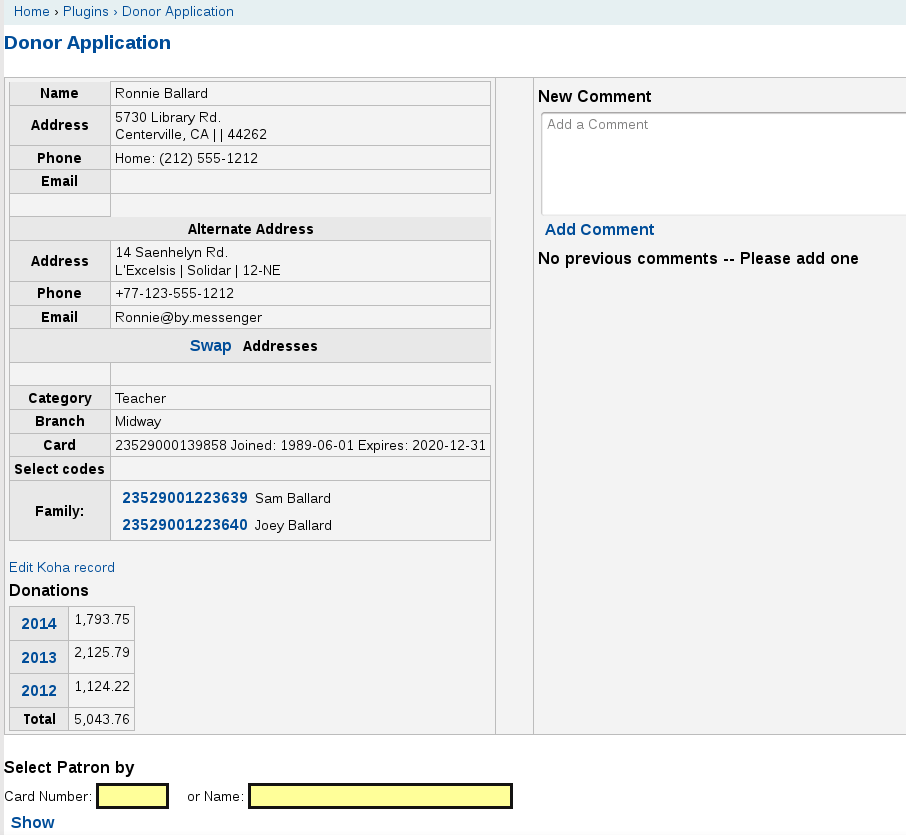 Home › Plugins › Donor Application
Donor Application
Name Ronnie Ballard
Address 5730 Library Rd.
Centerville, CA | | 44262
Phone Home: (212) 555-1212
Email
Alternate Address
Address 14 Saenhelyn Rd.
L'Excelsis | Solidar | 12-NE
Phone +77-123-555-1212
Email Ronnie@by.messenger
Swap Addresses
Category Teacher
Branch Midway
Card 23529000139858 Joined: 1989-06-01 Expires: 2020-12-31
Select codes
Family: 23529001223639 Sam Ballard
23529001223640 Joey Ballard
Edit Koha record
Donations
2014 1,793.75
2013 2,125.79
2012 1,124.22
Total 5,043.76
New Comment
Add a Comment
Add Comment
No previous comments -- Please add one
Select Patron by
Card Number: or Name:
Show